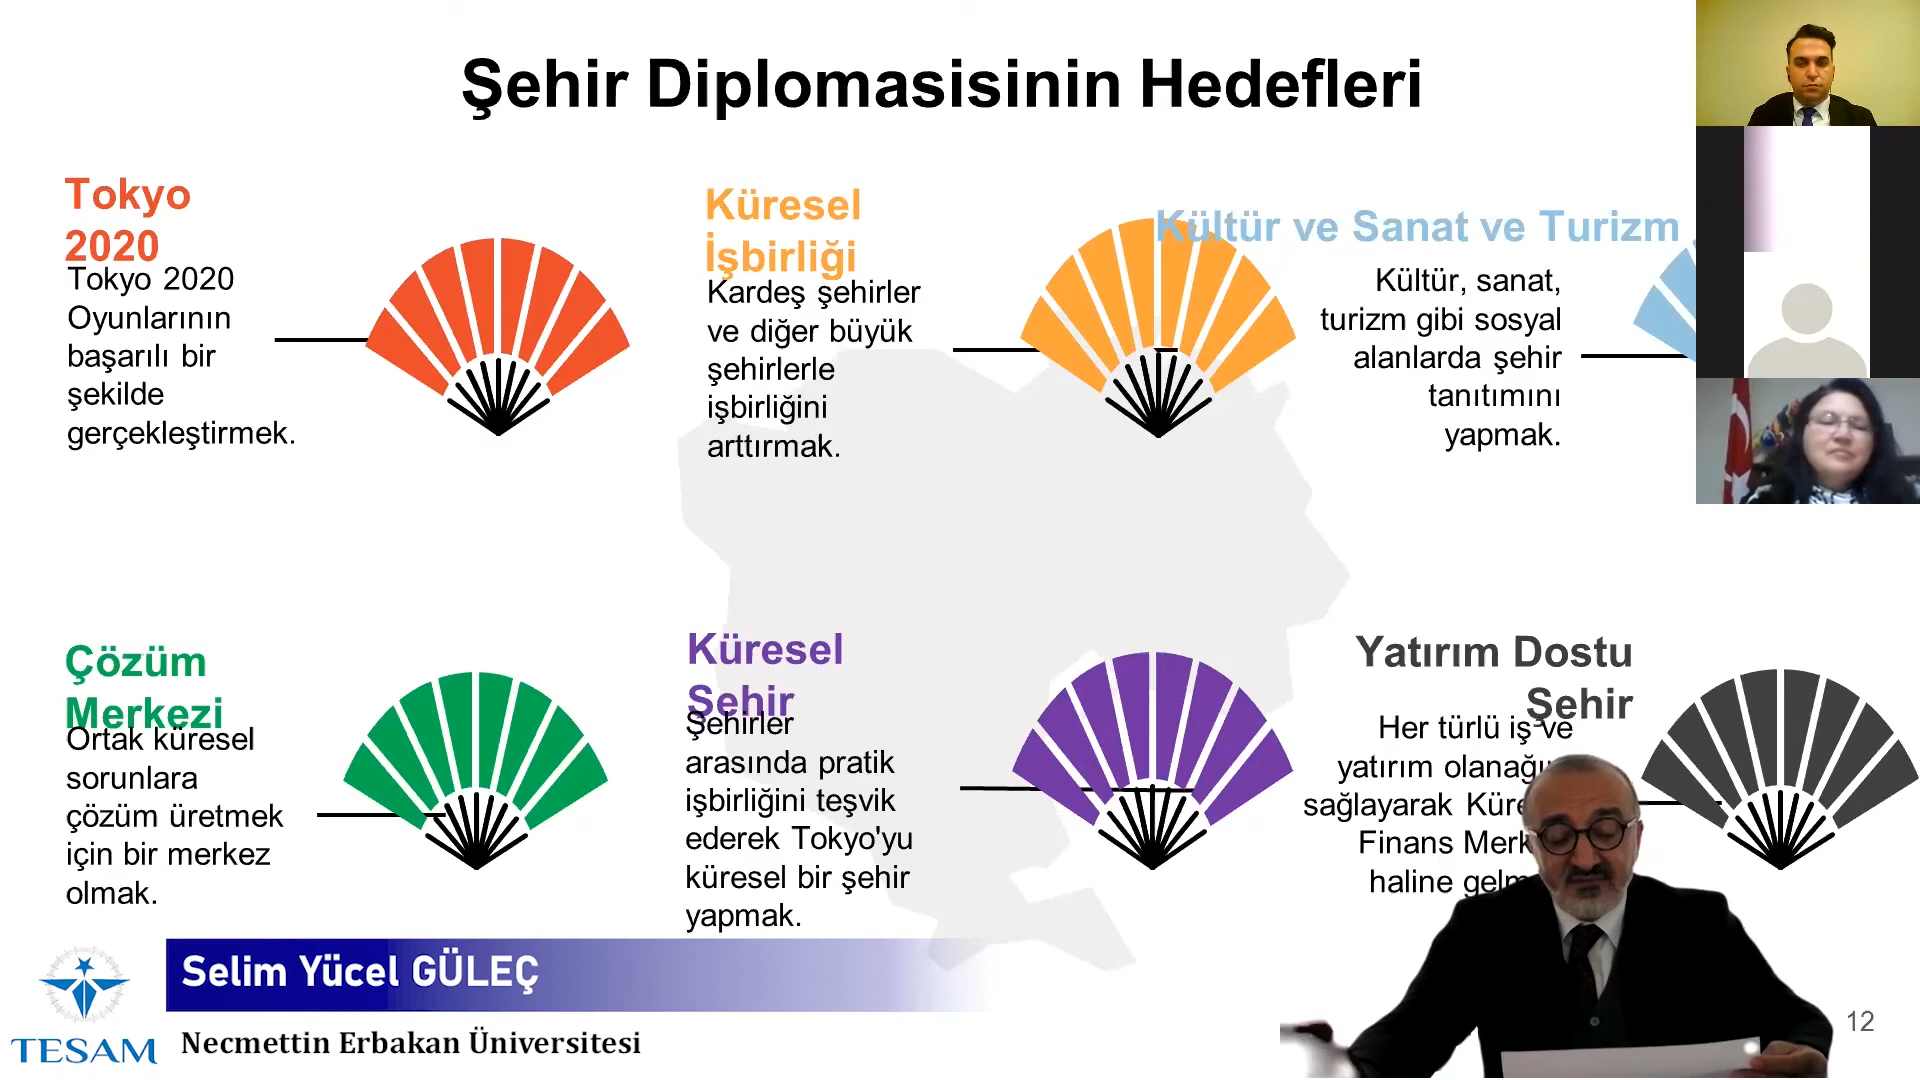 Şehir Diplomasisinin Hedefleri
Tokyo
2020
Tokyo 2020
Oyunlarının
başarılı bir
şekilde
gerçekleştirmek.
Küresel
İşbirliği
Kardeş şehirler
ve diğer büyük
şehirlerle
işbirliğini
arttırmak.
Kültür ve Sanat ve Turizm
Kültür, sanat,
turizm gibi sosyal
alanlarda şehir
tanıtımını
yapmak.
Çözüm
Merkezi
Ortak küresel
sorunlara
çözüm üretmek
için bir merkez
olmak.
Küresel
Şehir
Şehirler
arasında pratik
işbirliğini teşvik
ederek Tokyo'yu
küresel bir şehir
yapmak.
Yatırım Dostu
Şehir
Her türlü iş ve
yatırım
sağlayarak
Finans
haline
Selim Yücel GÜLEÇ
TESAM
Necmettin Erbakan Üniversitesi
12